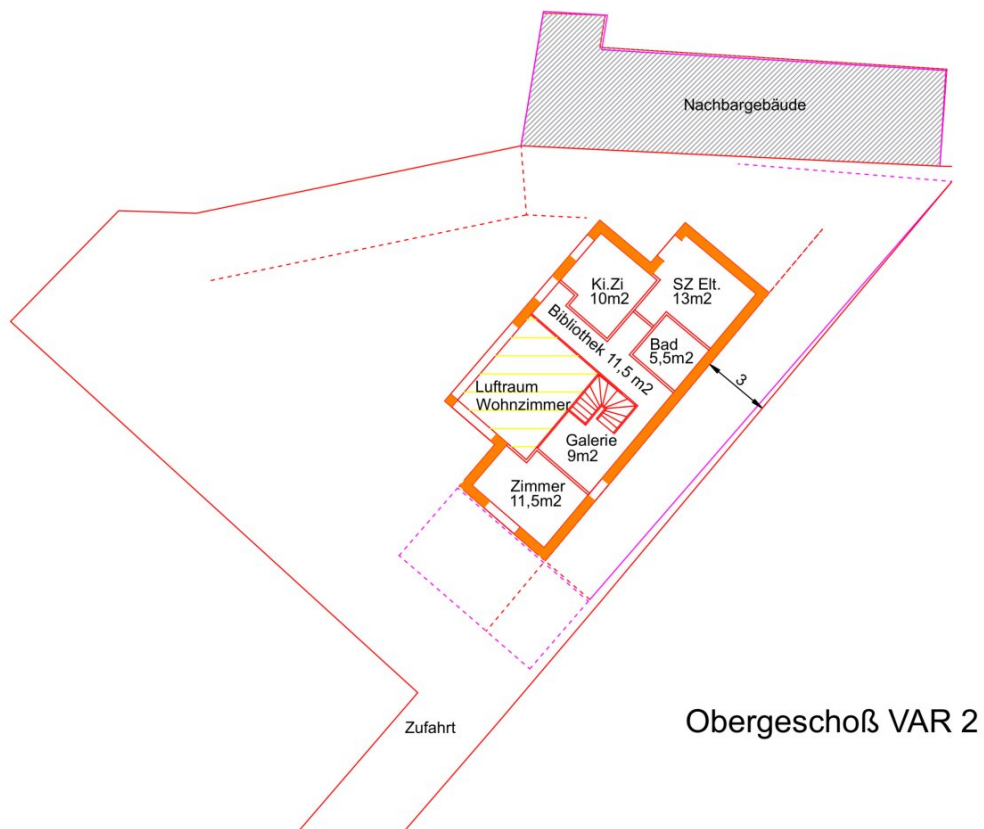 Nachbargebäude
Ki.Zi
10m2
SZ Elt.
13m2
Bibliothek 11,5 m2
Bad
5,5m2
3
Luftraum
Wohnzimmer
Galerie
9m2
Zimmer
11,5m2
Zufahrt
Obergeschoß VAR 2